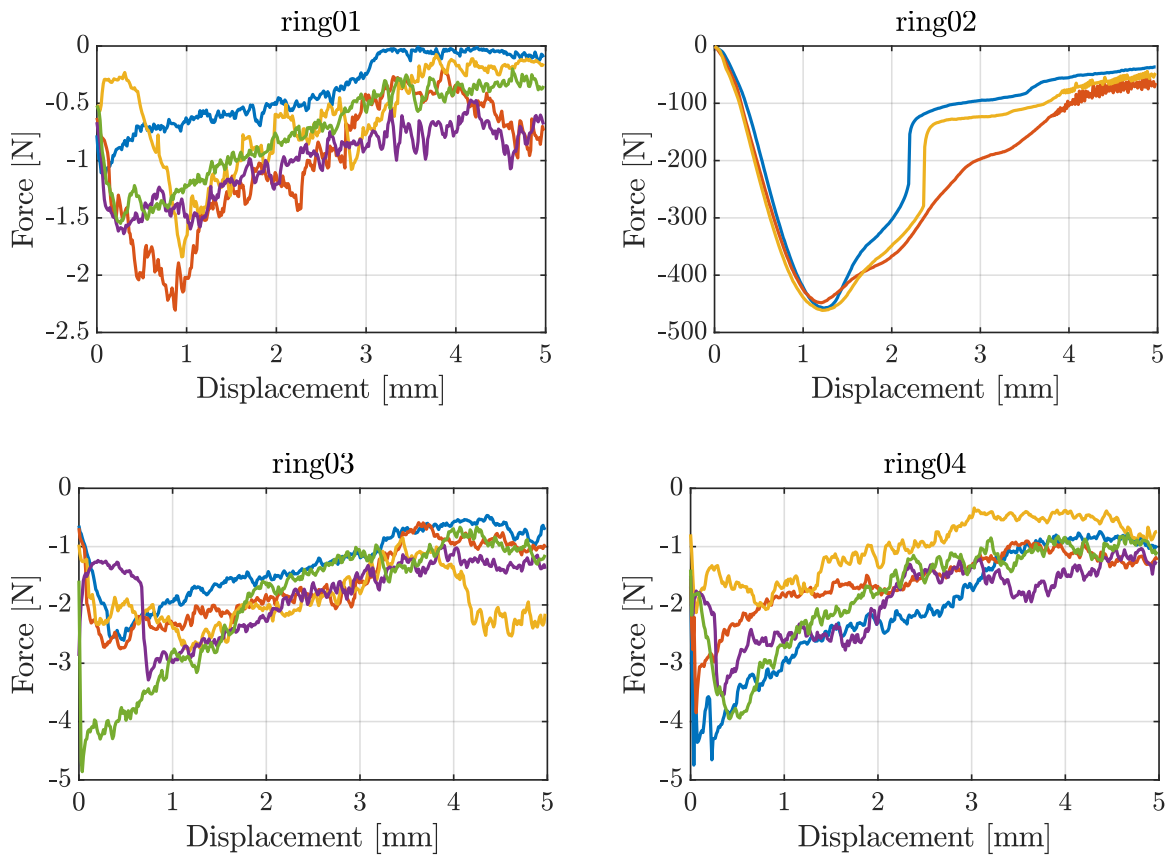 ring01
0
-0.5
-1
-1.5
-2
-2.5
Force [N]
0 1 2 3 4 5
Displacement [mm]
ring02
0
-100
-200
-300
-400
-500
Force [N]
0 1 2 3 4 5
Displacement [mm]
ring03
0
-1
-2
-3
-4
-5
Force [N]
0 1 2 3 4 5
Displacement [mm]
ring04
0
-1
-2
-3
-4
-5
Force [N]
0 1 2 3 4 5
Displacement [mm]